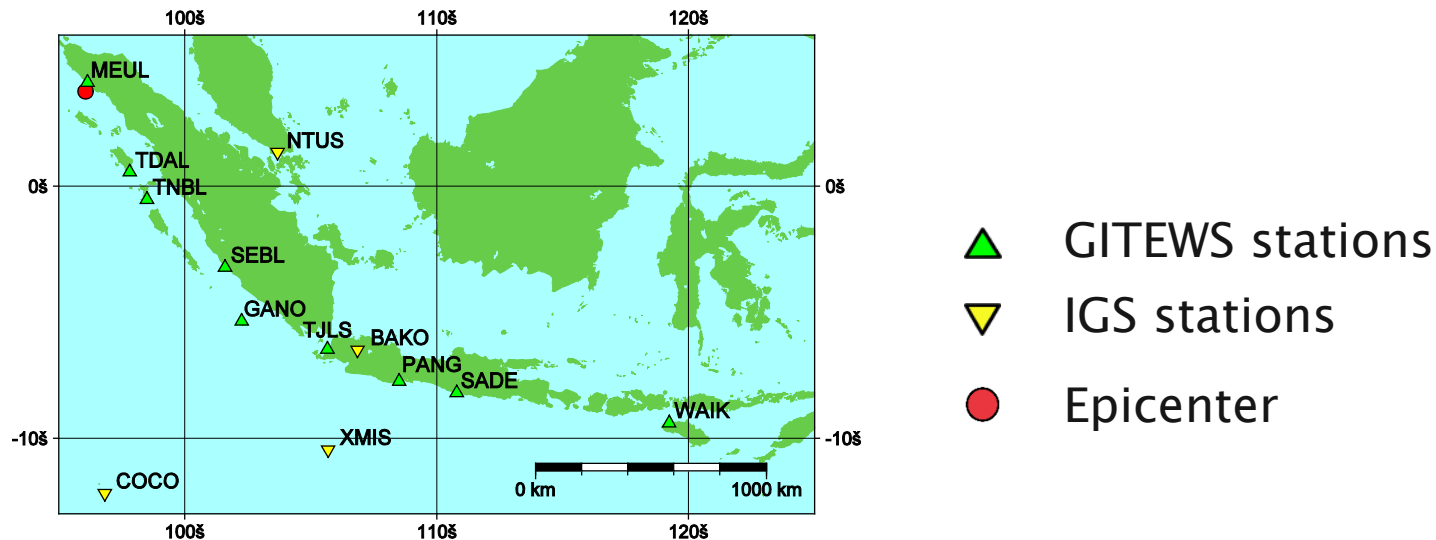 100š 110š 120š
MEUL
NTUS
TDAL
TNBL
0š 0š
SEBL
GANO
TJLS
BAKO
PANG
SADE
WAIK
XMIS
-10š -10š
COCO
0 km 1000 km
100š 110š 120š
GITEWS stations
IGS stations
Epicenter